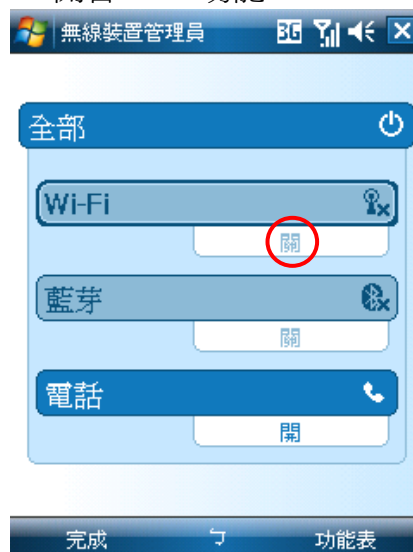 無線裝置管理員 3G
全部
Wi-Fi
關
藍芽
關
電話
開
完成 ㄅ 功能表